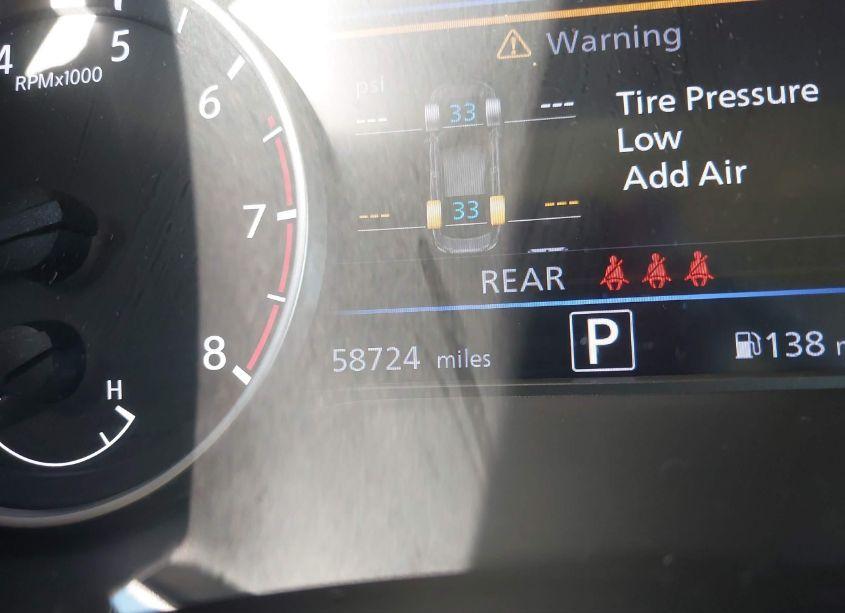 4
5
RPMx1000
6
7
8
H
Warning
psi
33
---
---
Tire Pressure
Low
Add Air
33
---
---
REAR
58724 miles
P
138